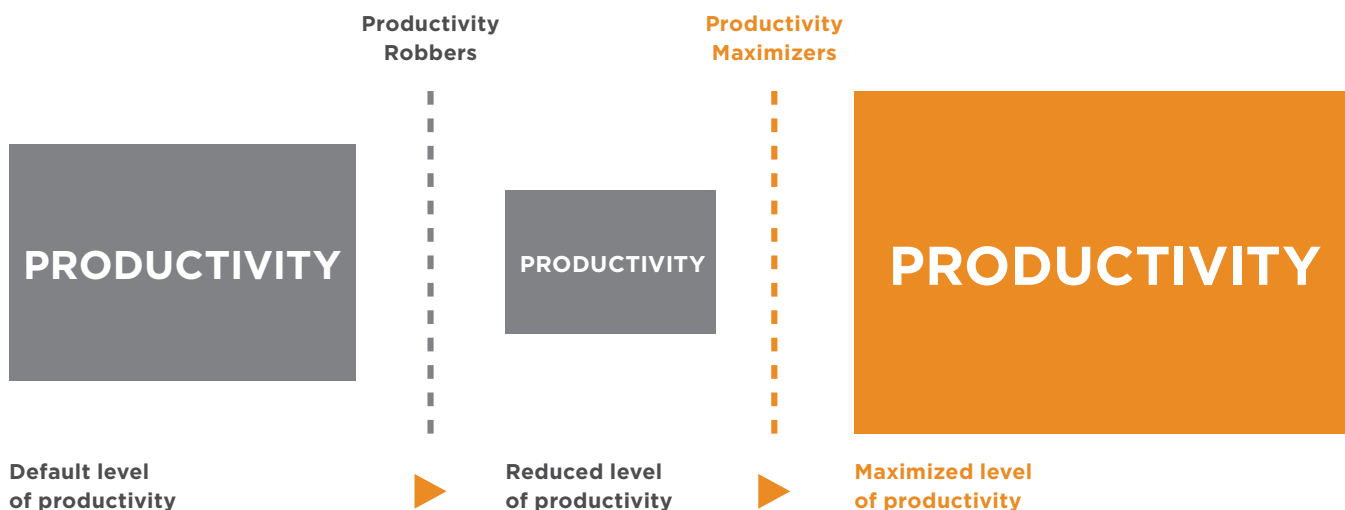 Productivity
Robbers
Productivity
Maximizers
PRODUCTIVITY
PRODUCTIVITY
PRODUCTIVITY
Default level
of productivity
Reduced level
of productivity
Maximized level
of productivity